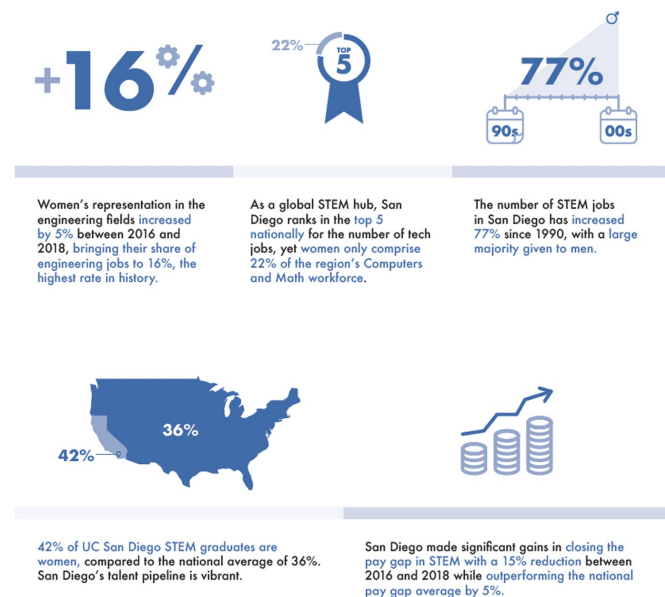 +16%
22%
TOP
5
77%
90s
00s
Women's representation in the
engineering fields increased
by 5% between 2016 and
2018, bringing their share of
engineering jobs to 16%, the
highest rate in history.
As a global STEM hub, San
Diego ranks in the top 5
nationally for the number of tech
jobs, yet women only comprise
22% of the region's Computers
and Math workforce.
The number of STEM jobs
in San Diego has increased
77% since 1990, with a large
majority given to men.
36%
42%
42% of UC San Diego STEM graduates are
women, compared to the national average of 36%.
San Diego's talent pipeline is vibrant.
San Diego made significant gains in closing the
pay gap in STEM with a 15% reduction between
2016 and 2018 while outperforming the national
pay gap average by 5%.